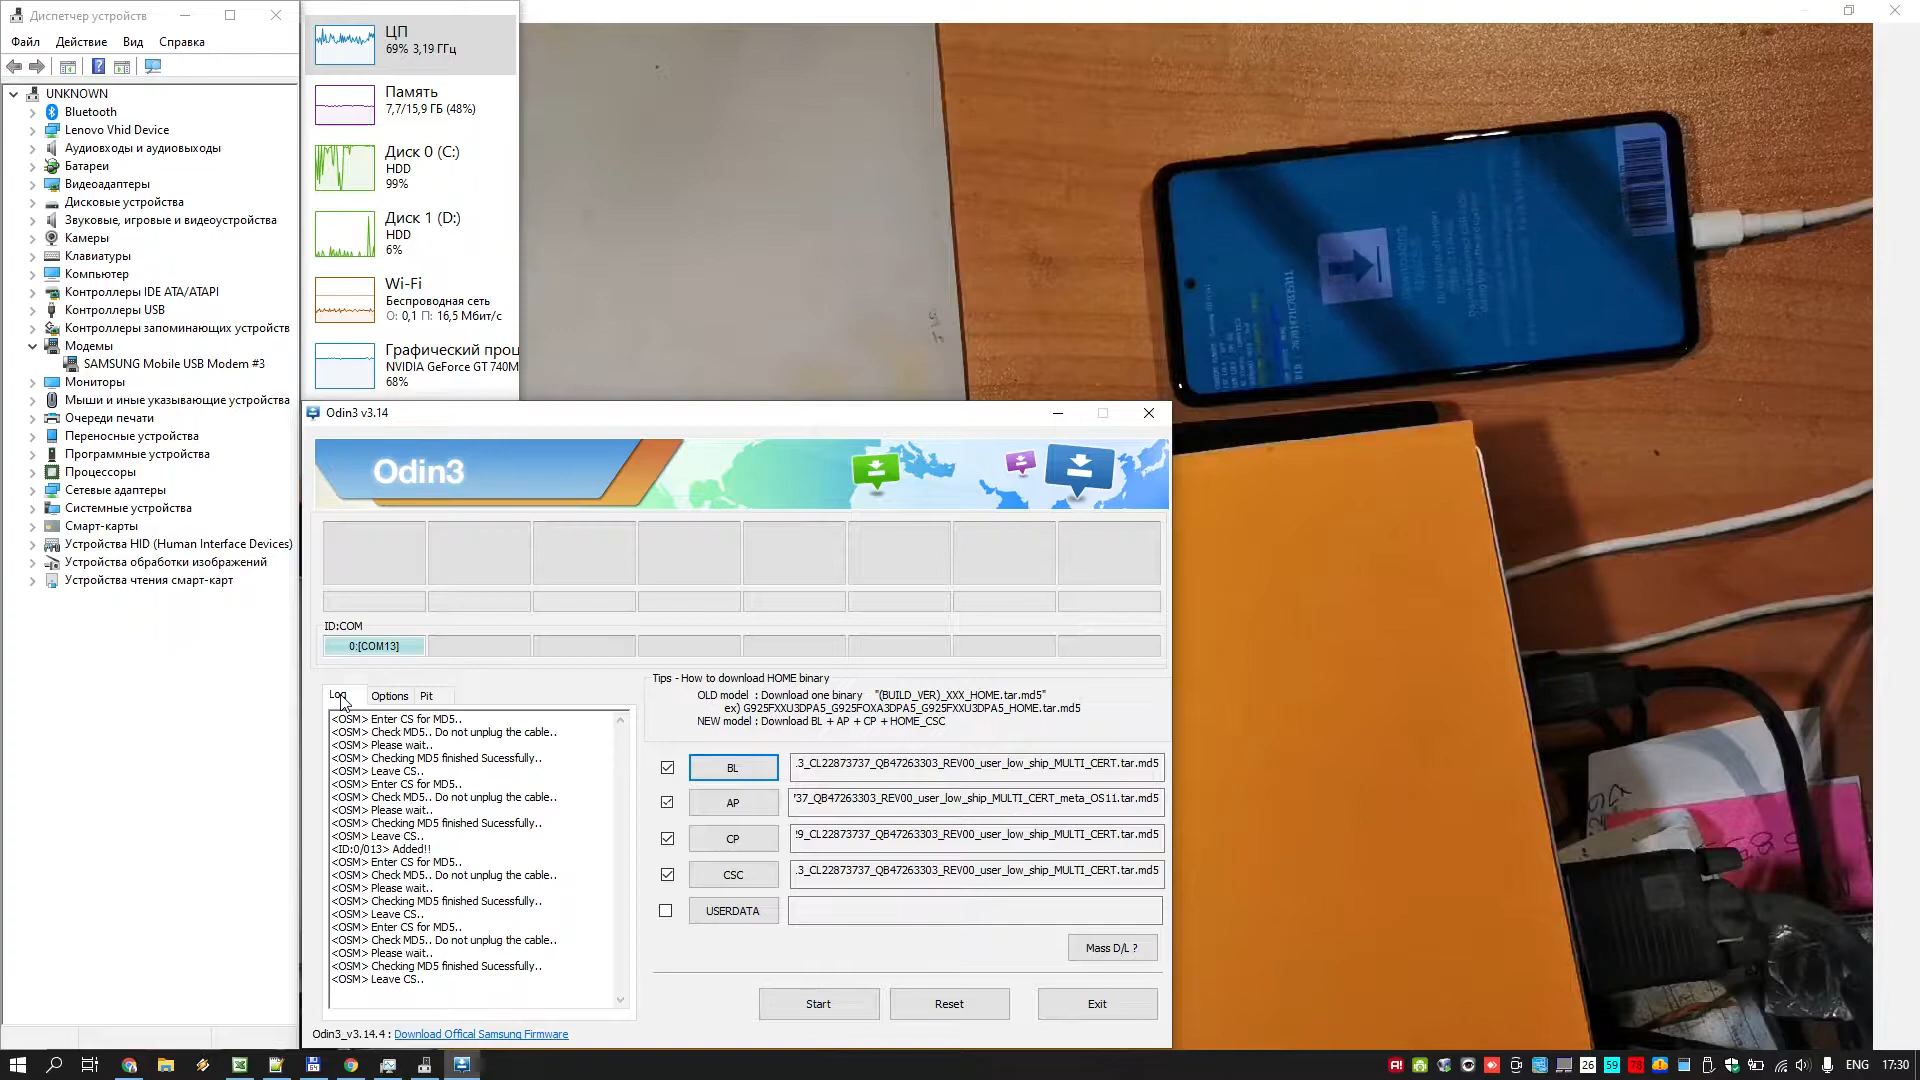 Диспетчер устройств
Файл Действие Вид Справка
UNKNOWN
Bluetooth
Lenovo Vhid Device
Аудиовходы и аудиовыходы
Батареи
Видеоадаптеры
Дисковые устройства
Звуковые, игровые и видеоустройства
Камеры
Клавиатуры
Компьютер
Контроллеры IDE ATA/ATAPI
Контроллеры USB
Контроллеры запоминающих устройств
Модемы
SAMSUNG Mobile USB Modem #3
Мониторы
Мыши и иные указывающие устройства
Очереди печати
Переносные устройства
Программные устройства
Процессоры
Сетевые адаптеры
Системные устройства
Смарт-карты
Устройства HID (Human Interface Devices)
Устройства обработки изображений
Устройства чтения смарт-карт
ЦП
69% 3,19 ГГц
Память
7,7/15,9 ГБ (48%)
Диск 0 (C:)
HDD
99%
Диск 1 (D:)
HDD
6%
Wi-Fi
Беспроводная сеть
О: 0,1 П: 16,5 Мбит/с
Графический проц
NVIDIA GeForce GT 740M
68%
Odin3 v3.14
Odin3
ID:COM
0:[COM13]
Log Options Pit
<OSM> Enter CS for MD5..
<OSM> Check MD5.. Do not unplug the cable..
<OSM> Please wait..
<OSM> Checking MD5 finished Sucessfully..
<OSM> Leave CS..
<OSM> Enter CS for MD5..
<OSM> Check MD5.. Do not unplug the cable..
<OSM> Please wait..
<OSM> Checking MD5 finished Sucessfully..
<OSM> Leave CS..
<ID:0/013> Added!!
<OSM> Enter CS for MD5..
<OSM> Check MD5.. Do not unplug the cable..
<OSM> Please wait..
<OSM> Checking MD5 finished Sucessfully..
<OSM> Leave CS..
<OSM> Enter CS for MD5..
<OSM> Check MD5.. Do not unplug the cable..
<OSM> Please wait..
<OSM> Checking MD5 finished Sucessfully..
<OSM> Leave CS..
Tips - How to download HOME binary
OLD model : Download one binary "(BUILD_VER)_XXX_HOME.tar.md5"
ex) G925FXXU3DPA5_G925FOXA3DPA5_G925FXXU3DPA5_HOME.tar.md5
NEW model : Download BL + AP + CP + HOME_CSC
BL .3_CL22873737_QB47263303_REV00_user_low_ship_MULTI_CERT.tar.md5
AP '37_QB47263303_REV00_user_low_ship_MULTI_CERT_meta_OS11.tar.md5
CP !9_CL22873737_QB47263303_REV00_user_low_ship_MULTI_CERT.tar.md5
CSC .3_CL22873737_QB47263303_REV00_user_low_ship_MULTI_CERT.tar.md5
USERDATA
Mass D/L ?
Start Reset Exit
Odin3_v3.14.4 : Download Offical Samsung Firmware
64
A!
26 59 78
ENG 17:30